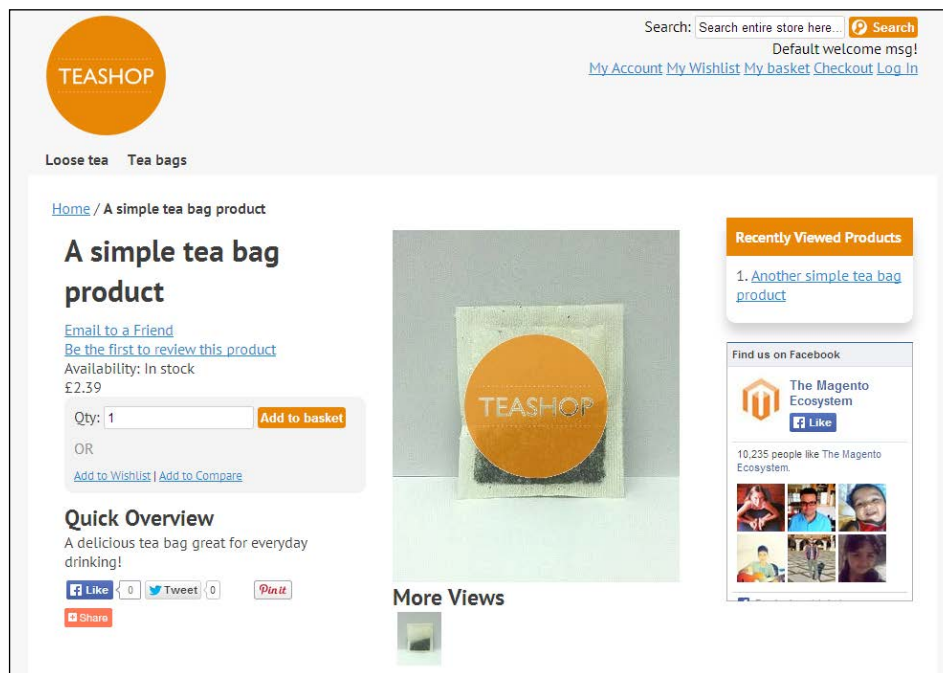 TEASHOP
Search: Search entire store here... Search
Default welcome msg!
My Account My Wishlist My basket Checkout Log In
Loose tea Tea bags
Home / A simple tea bag product
A simple tea bag
product
Email to a Friend
Be the first to review this product
Availability: In stock
£2.39
Qty: 1 Add to basket
OR
Add to Wishlist | Add to Compare
Quick Overview
A delicious tea bag great for everyday
drinking!
Like 0 Tweet 0 Pin it
Share
TEASHOP
More Views
Recently Viewed Products
1. Another simple tea bag
product
Find us on Facebook
The Magento
Ecosystem
Like
10,235 people like The Magento
Ecosystem.